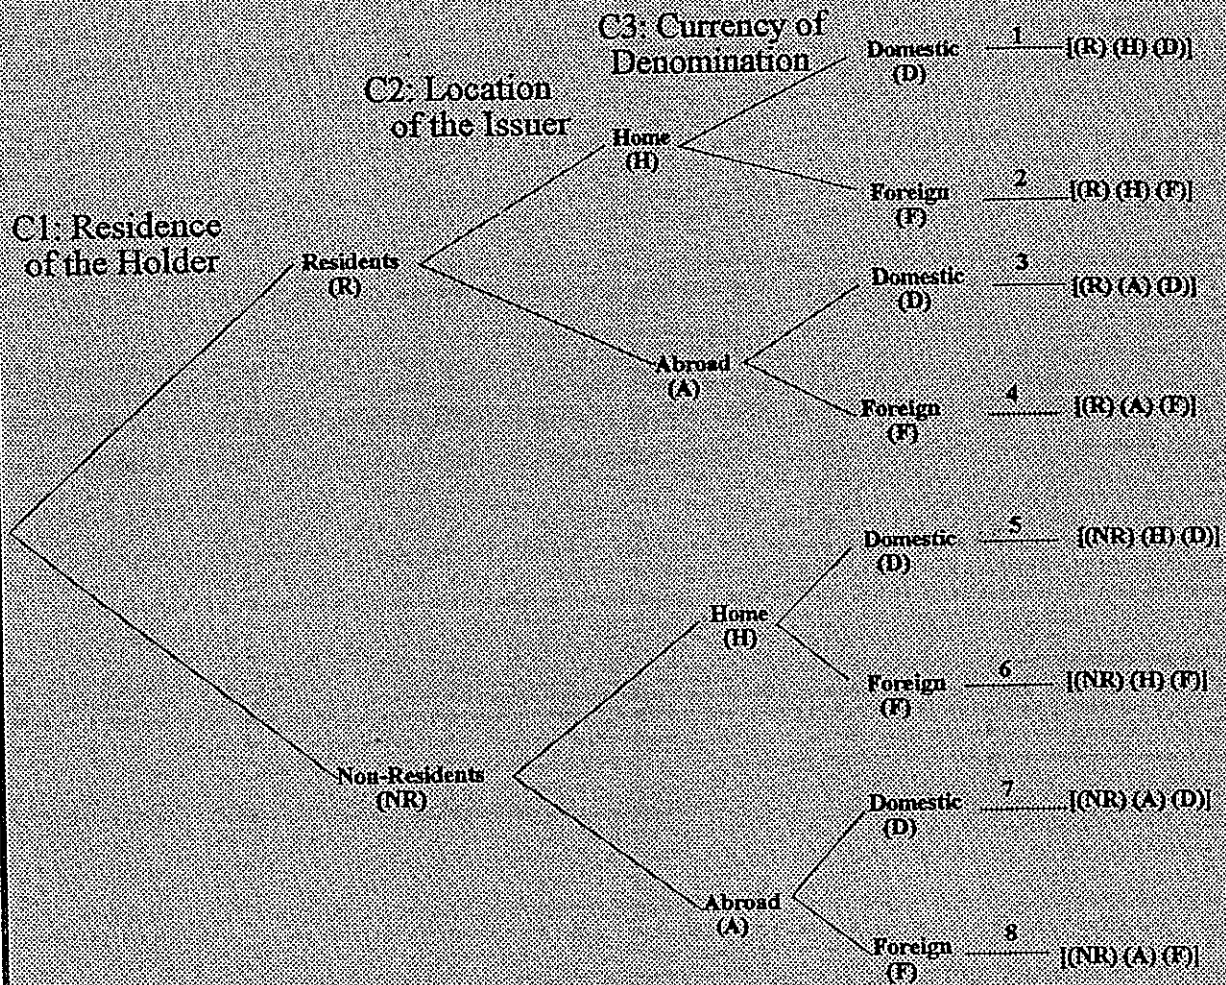 C3: Currency of
Denomination
C2: Location
of the Issuer
C1: Residence
of the Holder
Residents
(R)
Home
(H)
Domestic
(D)
1
[(R) (H) (D)]
Foreign
(F)
2
[(R) (H) (F)]
Abroad
(A)
Domestic
(D)
3
[(R) (A) (D)]
Foreign
(F)
4
[(R) (A) (F)]
Non-Residents
(NR)
Home
(H)
Domestic
(D)
5
[(NR) (H) (D)]
Foreign
(F)
6
[(NR) (H) (F)]
Abroad
(A)
Domestic
(D)
7
[(NR) (A) (D)]
Foreign
(F)
8
[(NR) (A) (F)]